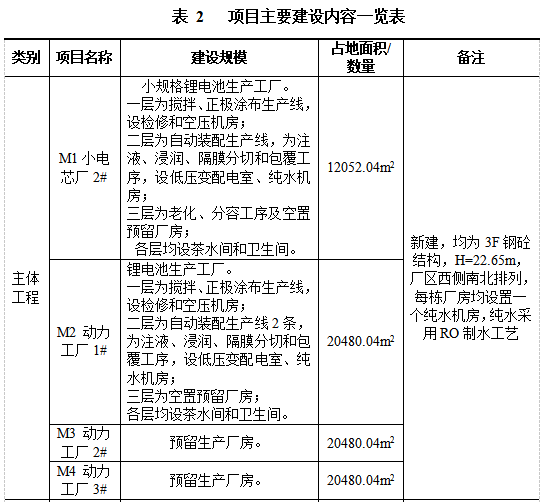 表 2 项目主要建设内容一览表
类别
项目名称
建设规模
占地面积/
数量
备注
主体
工程
M1 小电
芯厂 2#
小规格锂电池生产工厂。
一层为搅拌、正极涂布生产线，
设检修和空压机房；
二层为自动装配生产线，为注
液、浸润、隔膜分切和包覆工
序，设低压变配电室、纯水机
房；
三层为老化、分容工序及空置
预留厂房；
各层均设茶水间和卫生间。
12052.04m²
新建，均为 3F 钢砼
结构，H=22.65m，
厂区西侧南北排列，
每栋厂房均设置一
个纯水机房，纯水采
用 RO 制水工艺
M2 动力
工厂 1#
锂电池生产工厂。
一层为搅拌、正极涂布生产线，
设检修和空压机房；
二层为自动装配生产线 2 条，
为注液、浸润、隔膜分切和包
覆工序，设低压变配电室、纯
水机房；
三层为空置预留厂房；
各层均设茶水间和卫生间。
20480.04m²
M3 动力
工厂 2#
预留生产厂房。
20480.04m²
M4 动力
工厂 3#
预留生产厂房。
20480.04m²